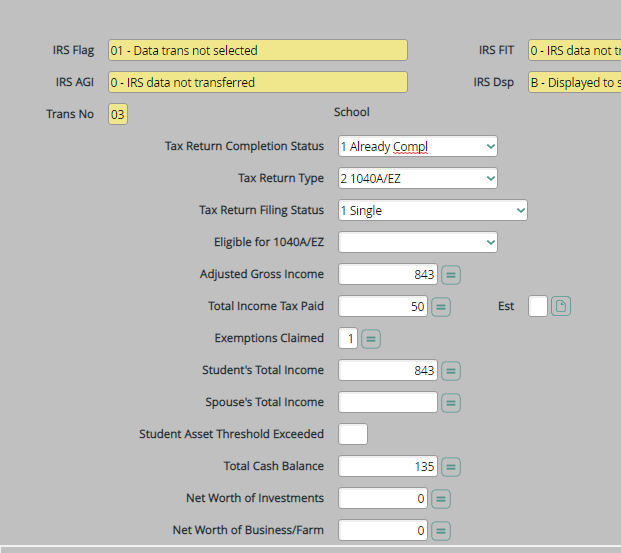 IRS Flag 01 - Data trans not selected IRS FIT 0 - IRS data not tr
IRS AGI 0 - IRS data not transferred IRS Dsp B - Displayed to s
Trans No 03 School
Tax Return Completion Status 1 Already Compl
Tax Return Type 2 1040A/EZ
Tax Return Filing Status 1 Single
Eligible for 1040A/EZ
Adjusted Gross Income 843
Total Income Tax Paid 50 Est
Exemptions Claimed 1
Student's Total Income 843
Spouse's Total Income
Student Asset Threshold Exceeded
Total Cash Balance 135
Net Worth of Investments 0
Net Worth of Business/Farm 0